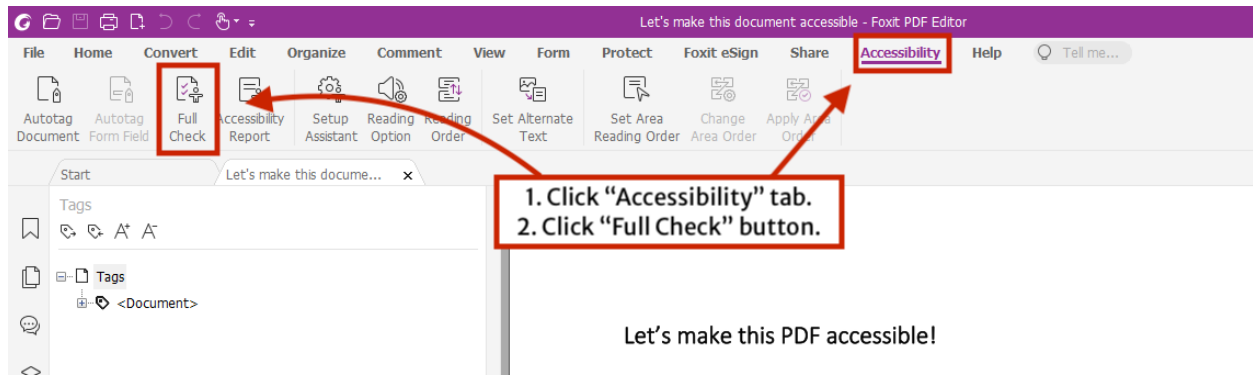 Let's make this document accessible - Foxit PDF Editor
File Home Convert Edit Organize Comment View Form Protect Foxit eSign Share Accessibility Help Tell me...
Autotag Autotag Full Accessibility Setup Reading Reading Set Alternate Set Area Change Apply Area
Document Form Field Check Report Assistant Option Order Text Reading Order Area Order Order
Start Let's make this docume... x
Tags
1. Click “Accessibility” tab.
2. Click “Full Check” button.
Tags
<Document>
Let's make this PDF accessible!